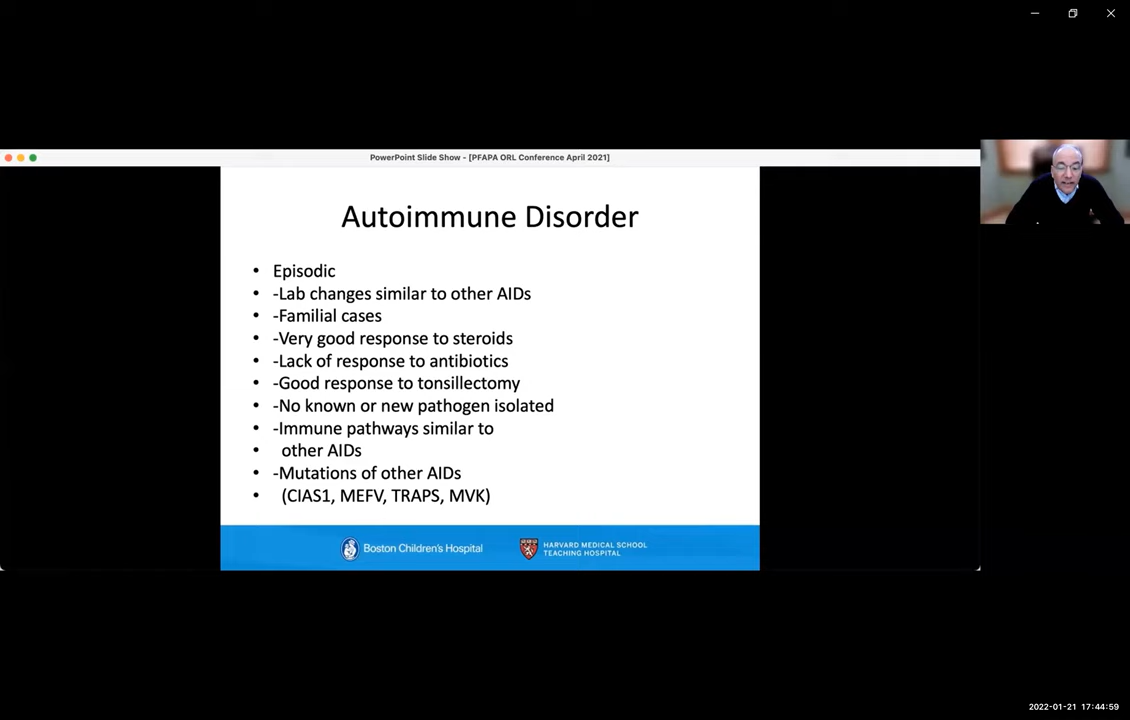 PowerPoint Slide Show - [PFAPA ORL Conference April 2021]
Autoimmune Disorder
• Episodic
• -Lab changes similar to other AIDs
• -Familial cases
• -Very good response to steroids
• -Lack of response to antibiotics
• -Good response to tonsillectomy
• -No known or new pathogen isolated
• -Immune pathways similar to
• other AIDs
• -Mutations of other AIDs
• (CIAS1, MEFV, TRAPS, MVK)
Boston Children's Hospital
HARVARD MEDICAL SCHOOL
TEACHING HOSPITAL
2022-01-21 17:44:59